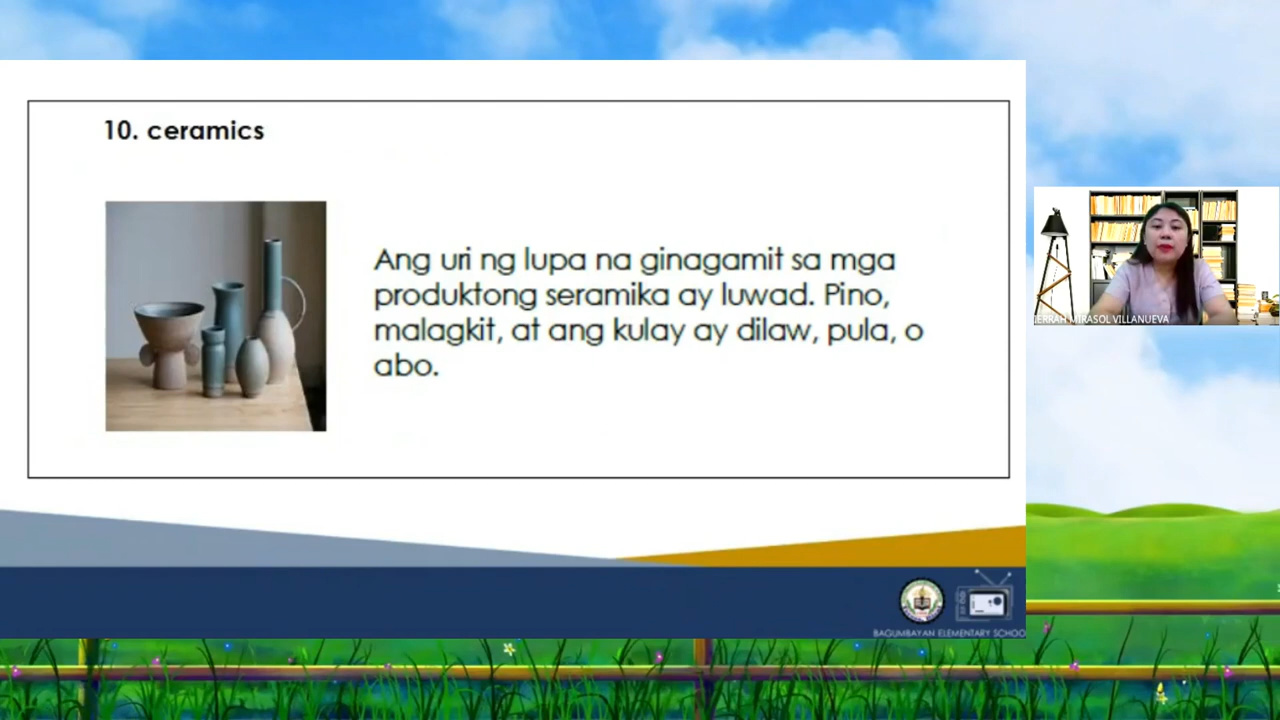 10. ceramics
Ang uri ng lupa na ginagamit sa mga
produktong seramika ay luwad. Pino,
malagkit, at ang kulay ay dilaw, pula, o
abo.
MIRASOL VILLANUEVA
BAGUMBAYAN ELEMENTARY SCHOO